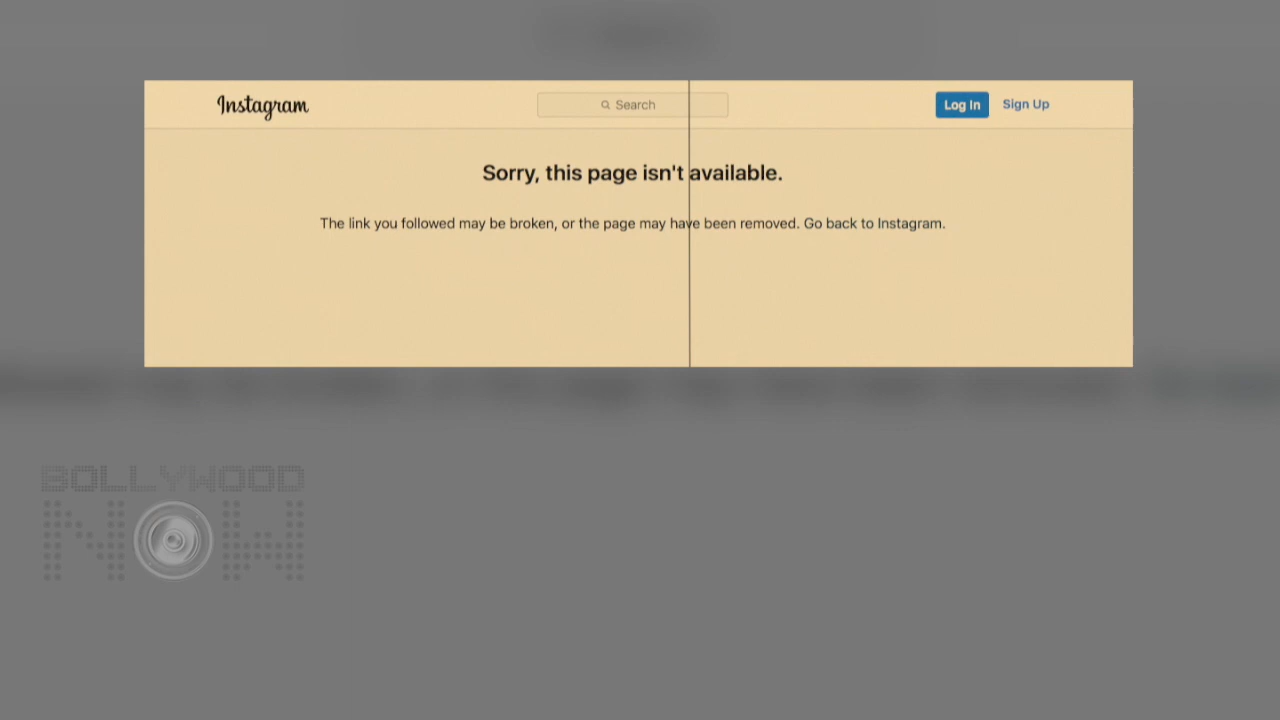 Instagram
Search
Log In
Sign Up
Sorry, this page isn't available.
The link you followed may be broken, or the page may have been removed. Go back to Instagram.
BOLLYWOOD
NOW